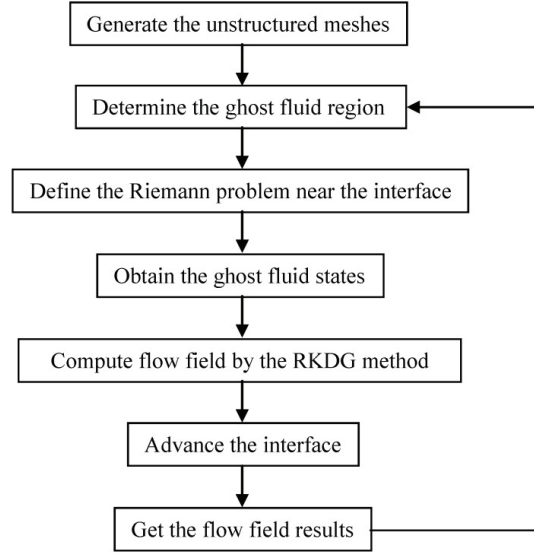 Generate the unstructured meshes
Determine the ghost fluid region
Define the Riemann problem near the interface
Obtain the ghost fluid states
Compute flow field by the RKDG method
Advance the interface
Get the flow field results